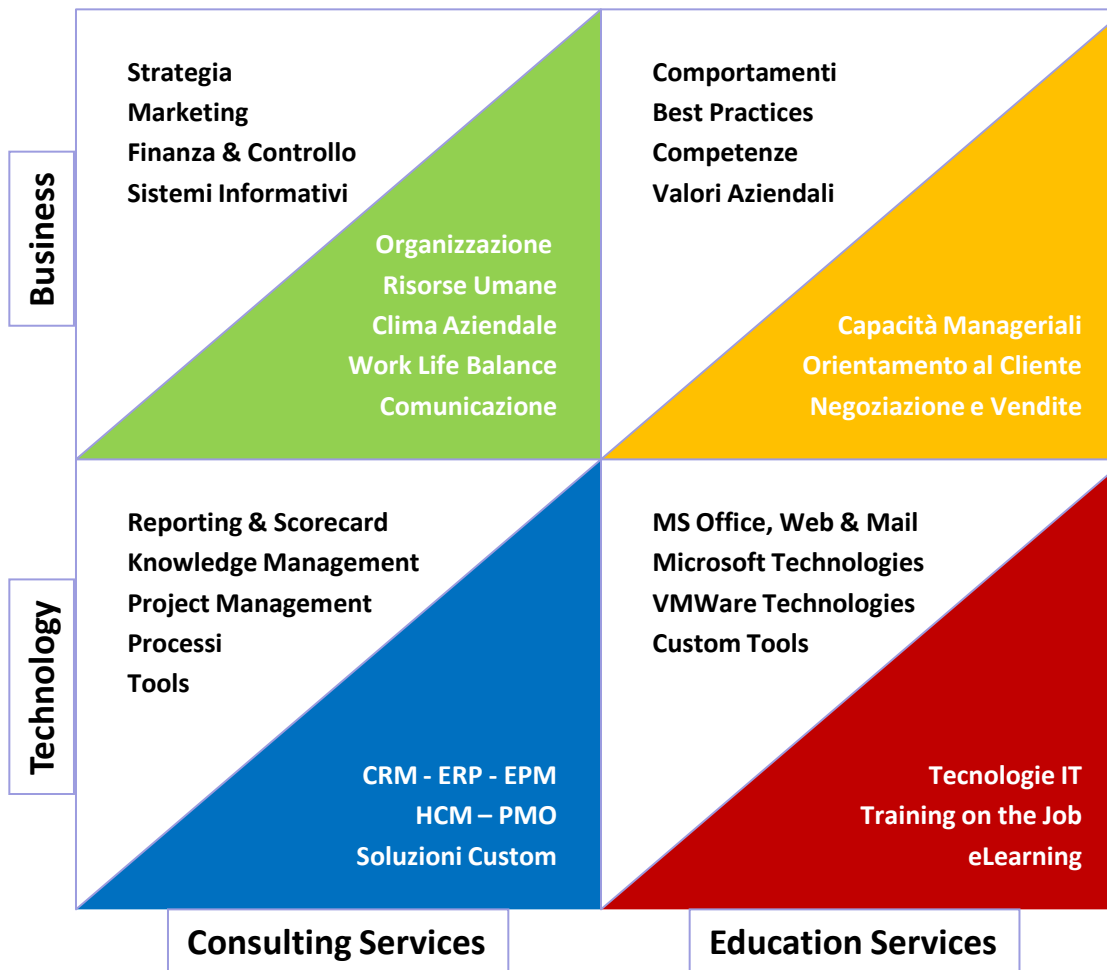 Business
Strategia
Marketing
Finanza & Controllo
Sistemi Informativi
Organizzazione
Risorse Umane
Clima Aziendale
Work Life Balance
Comunicazione
Comportamenti
Best Practices
Competenze
Valori Aziendali
Capacità Manageriali
Orientamento al Cliente
Negoziazione e Vendite
Technology
Reporting & Scorecard
Knowledge Management
Project Management
Processi
Tools
CRM - ERP - EPM
HCM – PMO
Soluzioni Custom
MS Office, Web & Mail
Microsoft Technologies
VMWare Technologies
Custom Tools
Tecnologie IT
Training on the Job
eLearning
Consulting Services
Education Services